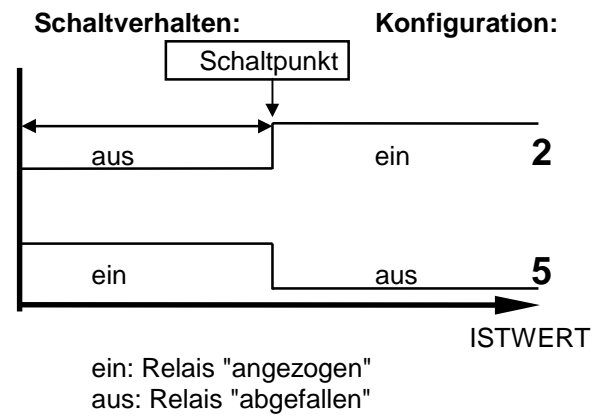 Schaltverhalten: Konfiguration:
Schaltpunkt
aus ein 2
ein aus 5
ISTWERT
ein: Relais "angezogen"
aus: Relais "abgefallen"